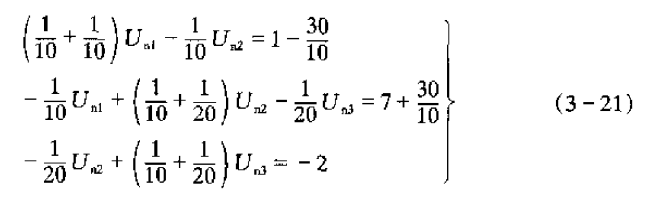 (1/10 + 1/10) U_n1 - 1/10 U_n2 = 1 - 30/10
- 1/10 U_n1 + (1/10 + 1/20) U_n2 - 1/20 U_n3 = 7 + 30/10 (3-21)
- 1/20 U_n2 + (1/10 + 1/20) U_n3 = -2